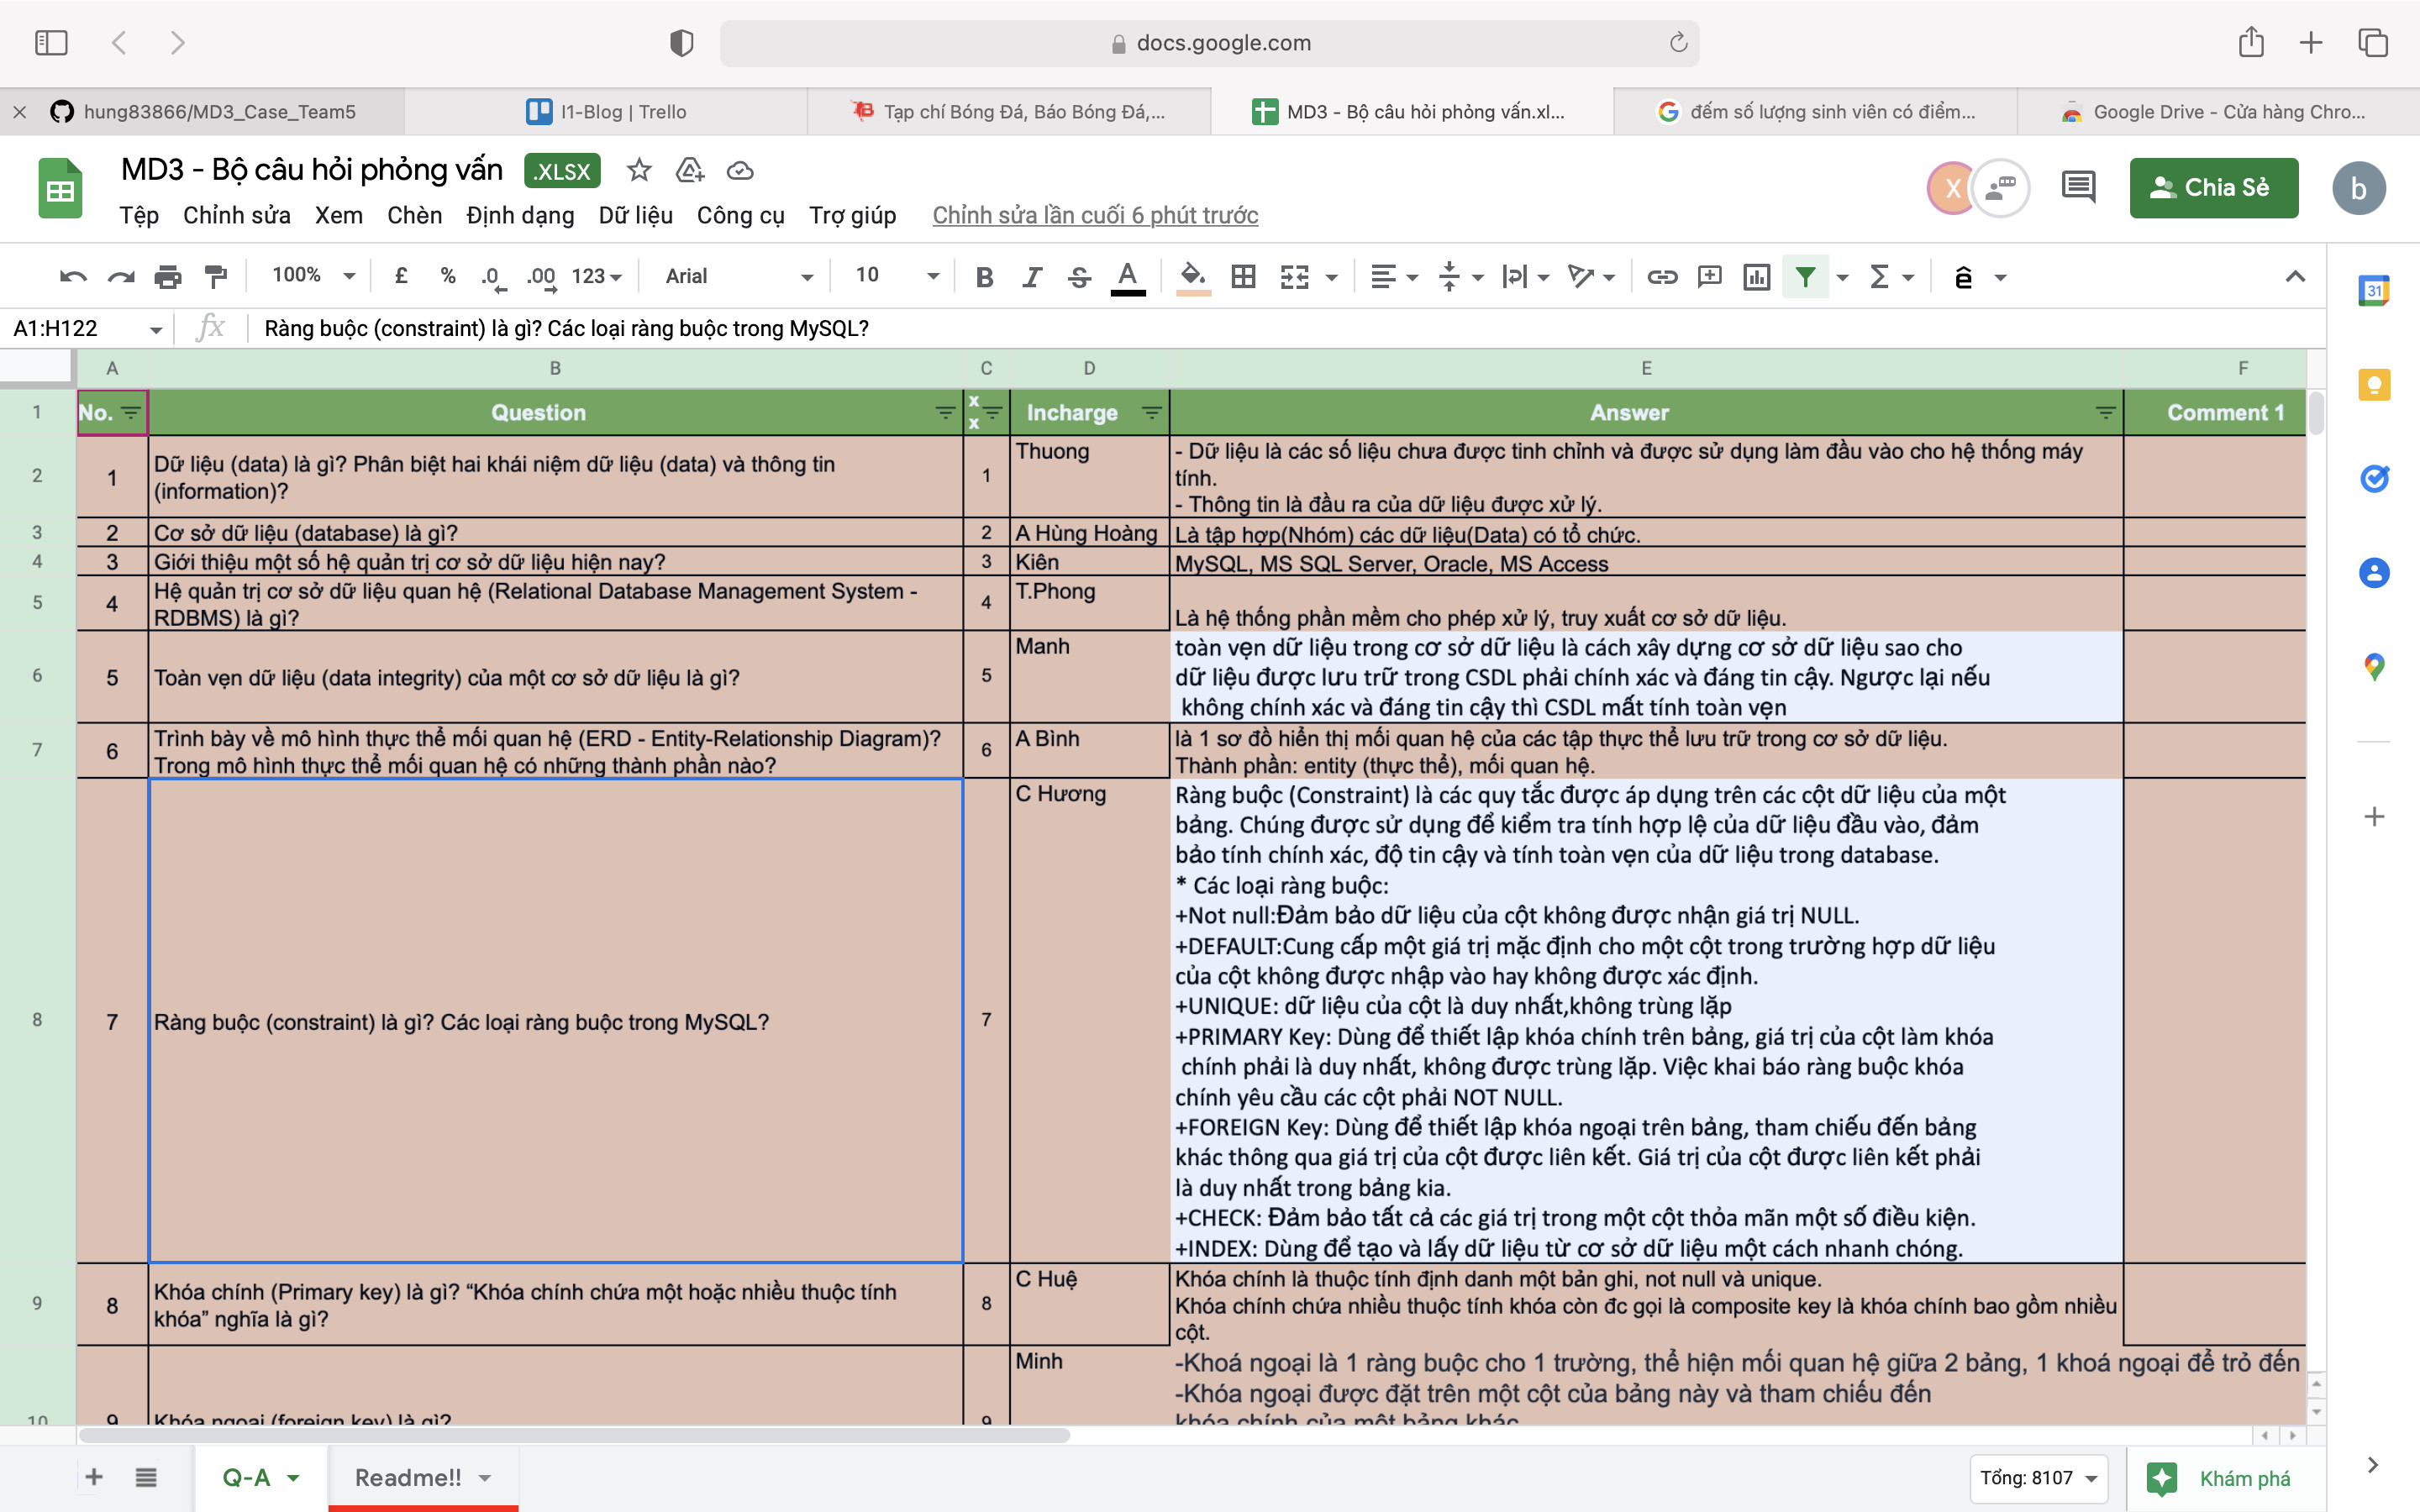 docs.google.com
hung83866/MD3_Case_Team5
I1-Blog | Trello
Tạp chí Bóng Đá, Báo Bóng Đá,...
MD3 - Bộ câu hỏi phỏng vấn.xl...
đếm số lượng sinh viên có điểm...
Google Drive - Cửa hàng Chro...
MD3 - Bộ câu hỏi phỏng vấn .XLSX
Tệp Chỉnh sửa Xem Chèn Định dạng Dữ liệu Công cụ Trợ giúp Chỉnh sửa lần cuối 6 phút trước
X
Chia Sẻ
b
100% £ % .0 .00 123 Arial 10 B I S A Σ ê
31
A1:H122 fx Ràng buộc (constraint) là gì? Các loại ràng buộc trong MySQL?
A B C D E F
1 No. Question x x Incharge Answer Comment 1
2 1 Dữ liệu (data) là gì? Phân biệt hai khái niệm dữ liệu (data) và thông tin
(information)?
1 Thuong
- Dữ liệu là các số liệu chưa được tinh chỉnh và được sử dụng làm đầu vào cho hệ thống máy
tính.
- Thông tin là đầu ra của dữ liệu được xử lý.
3 2 Cơ sở dữ liệu (database) là gì? 2 A Hùng Hoàng Là tập hợp(Nhóm) các dữ liệu(Data) có tổ chức.
4 3 Giới thiệu một số hệ quản trị cơ sở dữ liệu hiện nay? 3 Kiên MySQL, MS SQL Server, Oracle, MS Access
5 4 Hệ quản trị cơ sở dữ liệu quan hệ (Relational Database Management System -
RDBMS) là gì?
4 T.Phong
Là hệ thống phần mềm cho phép xử lý, truy xuất cơ sở dữ liệu.
6 5 Toàn vẹn dữ liệu (data integrity) của một cơ sở dữ liệu là gì? 5 Manh
toàn vẹn dữ liệu trong cơ sở dữ liệu là cách xây dựng cơ sở dữ liệu sao cho
dữ liệu được lưu trữ trong CSDL phải chính xác và đáng tin cậy. Ngược lại nếu
không chính xác và đáng tin cậy thì CSDL mất tính toàn vẹn
7 6 Trình bày về mô hình thực thể mối quan hệ (ERD - Entity-Relationship Diagram)?
Trong mô hình thực thể mối quan hệ có những thành phần nào?
6 A Bình
là 1 sơ đồ hiển thị mối quan hệ của các tập thực thể lưu trữ trong cơ sở dữ liệu.
Thành phần: entity (thực thể), mối quan hệ.
8 7 Ràng buộc (constraint) là gì? Các loại ràng buộc trong MySQL? 7 C Hương
Ràng buộc (Constraint) là các quy tắc được áp dụng trên các cột dữ liệu của một
bảng. Chúng được sử dụng để kiểm tra tính hợp lệ của dữ liệu đầu vào, đảm
bảo tính chính xác, độ tin cậy và tính toàn vẹn của dữ liệu trong database.
* Các loại ràng buộc:
+Not null:Đảm bảo dữ liệu của cột không được nhận giá trị NULL.
+DEFAULT:Cung cấp một giá trị mặc định cho một cột trong trường hợp dữ liệu
của cột không được nhập vào hay không được xác định.
+UNIQUE: dữ liệu của cột là duy nhất,không trùng lặp
+PRIMARY Key: Dùng để thiết lập khóa chính trên bảng, giá trị của cột làm khóa
chính phải là duy nhất, không được trùng lặp. Việc khai báo ràng buộc khóa
chính yêu cầu các cột phải NOT NULL.
+FOREIGN Key: Dùng để thiết lập khóa ngoại trên bảng, tham chiếu đến bảng
khác thông qua giá trị của cột được liên kết. Giá trị của cột được liên kết phải
là duy nhất trong bảng kia.
+CHECK: Đảm bảo tất cả các giá trị trong một cột thỏa mãn một số điều kiện.
+INDEX: Dùng để tạo và lấy dữ liệu từ cơ sở dữ liệu một cách nhanh chóng.
9 8 Khóa chính (Primary key) là gì? “Khóa chính chứa một hoặc nhiều thuộc tính
khóa” nghĩa là gì?
8 C Huệ
Khóa chính là thuộc tính định danh một bản ghi, not null và unique.
Khóa chính chứa nhiều thuộc tính khóa còn đc gọi là composite key là khóa chính bao gồm nhiều
cột.
10 9 Khóa ngoại (foreign key) là gì? 9 Minh
-Khoá ngoại là 1 ràng buộc cho 1 trường, thể hiện mối quan hệ giữa 2 bảng, 1 khoá ngoại để trỏ đến
-Khóa ngoại được đặt trên một cột của bảng này và tham chiếu đến
khóa chính của một bảng khác
Q-A Readme!! Tổng: 8107 Khám phá